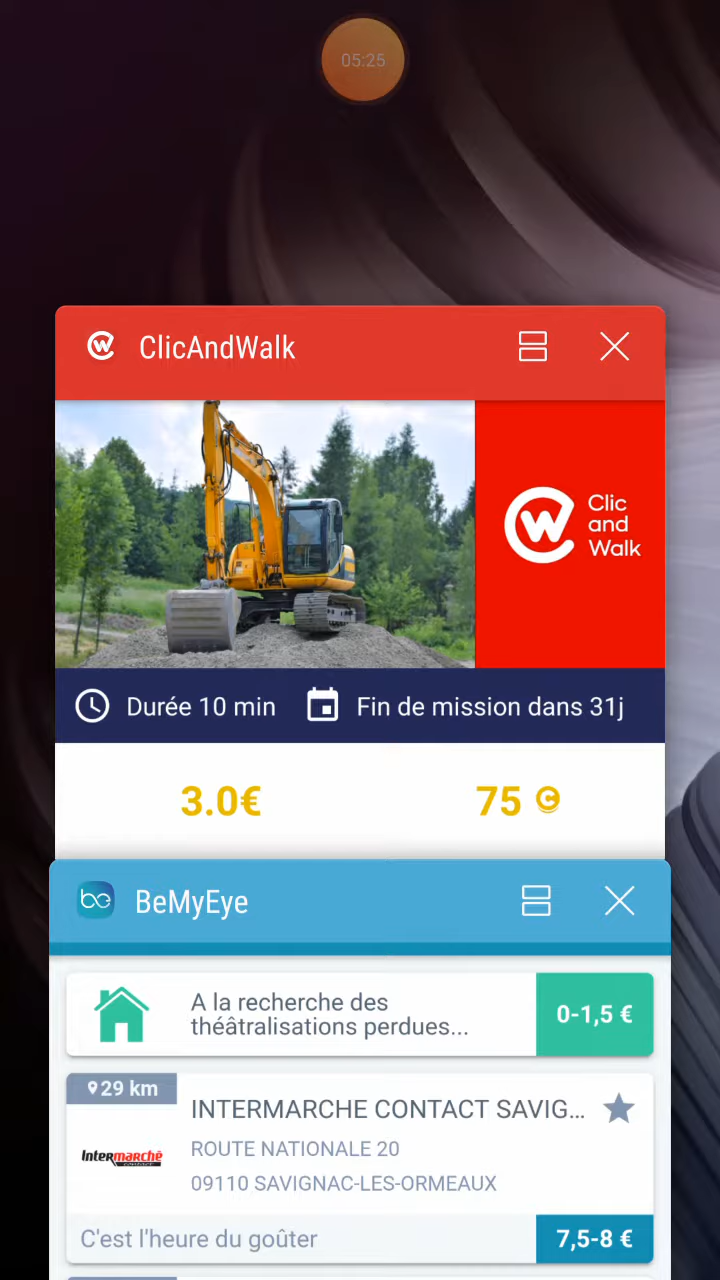 05:25
ClicAndWalk
Clic
and
Walk
Durée 10 min
Fin de mission dans 31j
3.0€
75
BeMyEye
A la recherche des
théâtralisations perdues...
0-1,5 €
29 km
INTERMARCHE CONTACT SAVIG...
Intermarché
contact
ROUTE NATIONALE 20
09110 SAVIGNAC-LES-ORMEAUX
C'est l'heure du goûter
7,5-8 €